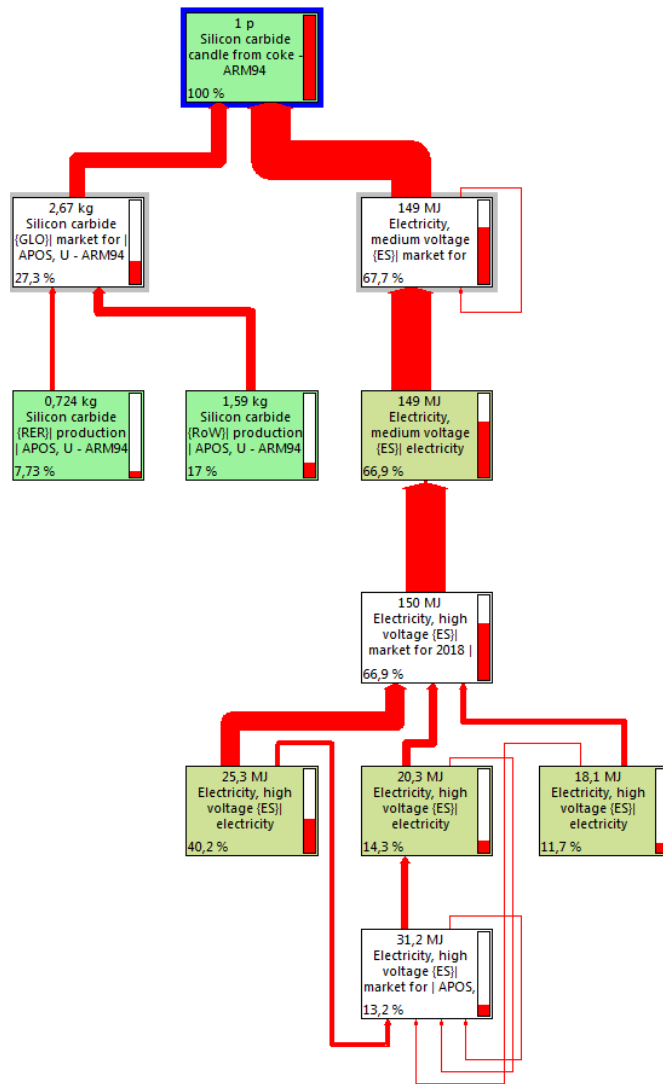 1 p
Silicon carbide
candle from coke -
ARM94
100 %
2,67 kg
Silicon carbide
{GLO}| market for |
APOS, U - ARM94
27,3 %
149 MJ
Electricity,
medium voltage
{ES}| market for
67,7 %
0,724 kg
Silicon carbide
{RER}| production
| APOS, U - ARM94
7,73 %
1,59 kg
Silicon carbide
{RoW}| production
| APOS, U - ARM94
17 %
149 MJ
Electricity,
medium voltage
{ES}| electricity
66,9 %
150 MJ
Electricity, high
voltage {ES}|
market for 2018 |
66,9 %
25,3 MJ
Electricity, high
voltage {ES}|
electricity
40,2 %
20,3 MJ
Electricity, high
voltage {ES}|
electricity
14,3 %
18,1 MJ
Electricity, high
voltage {ES}|
electricity
11,7 %
31,2 MJ
Electricity, high
voltage {ES}|
market for | APOS,
13,2 %